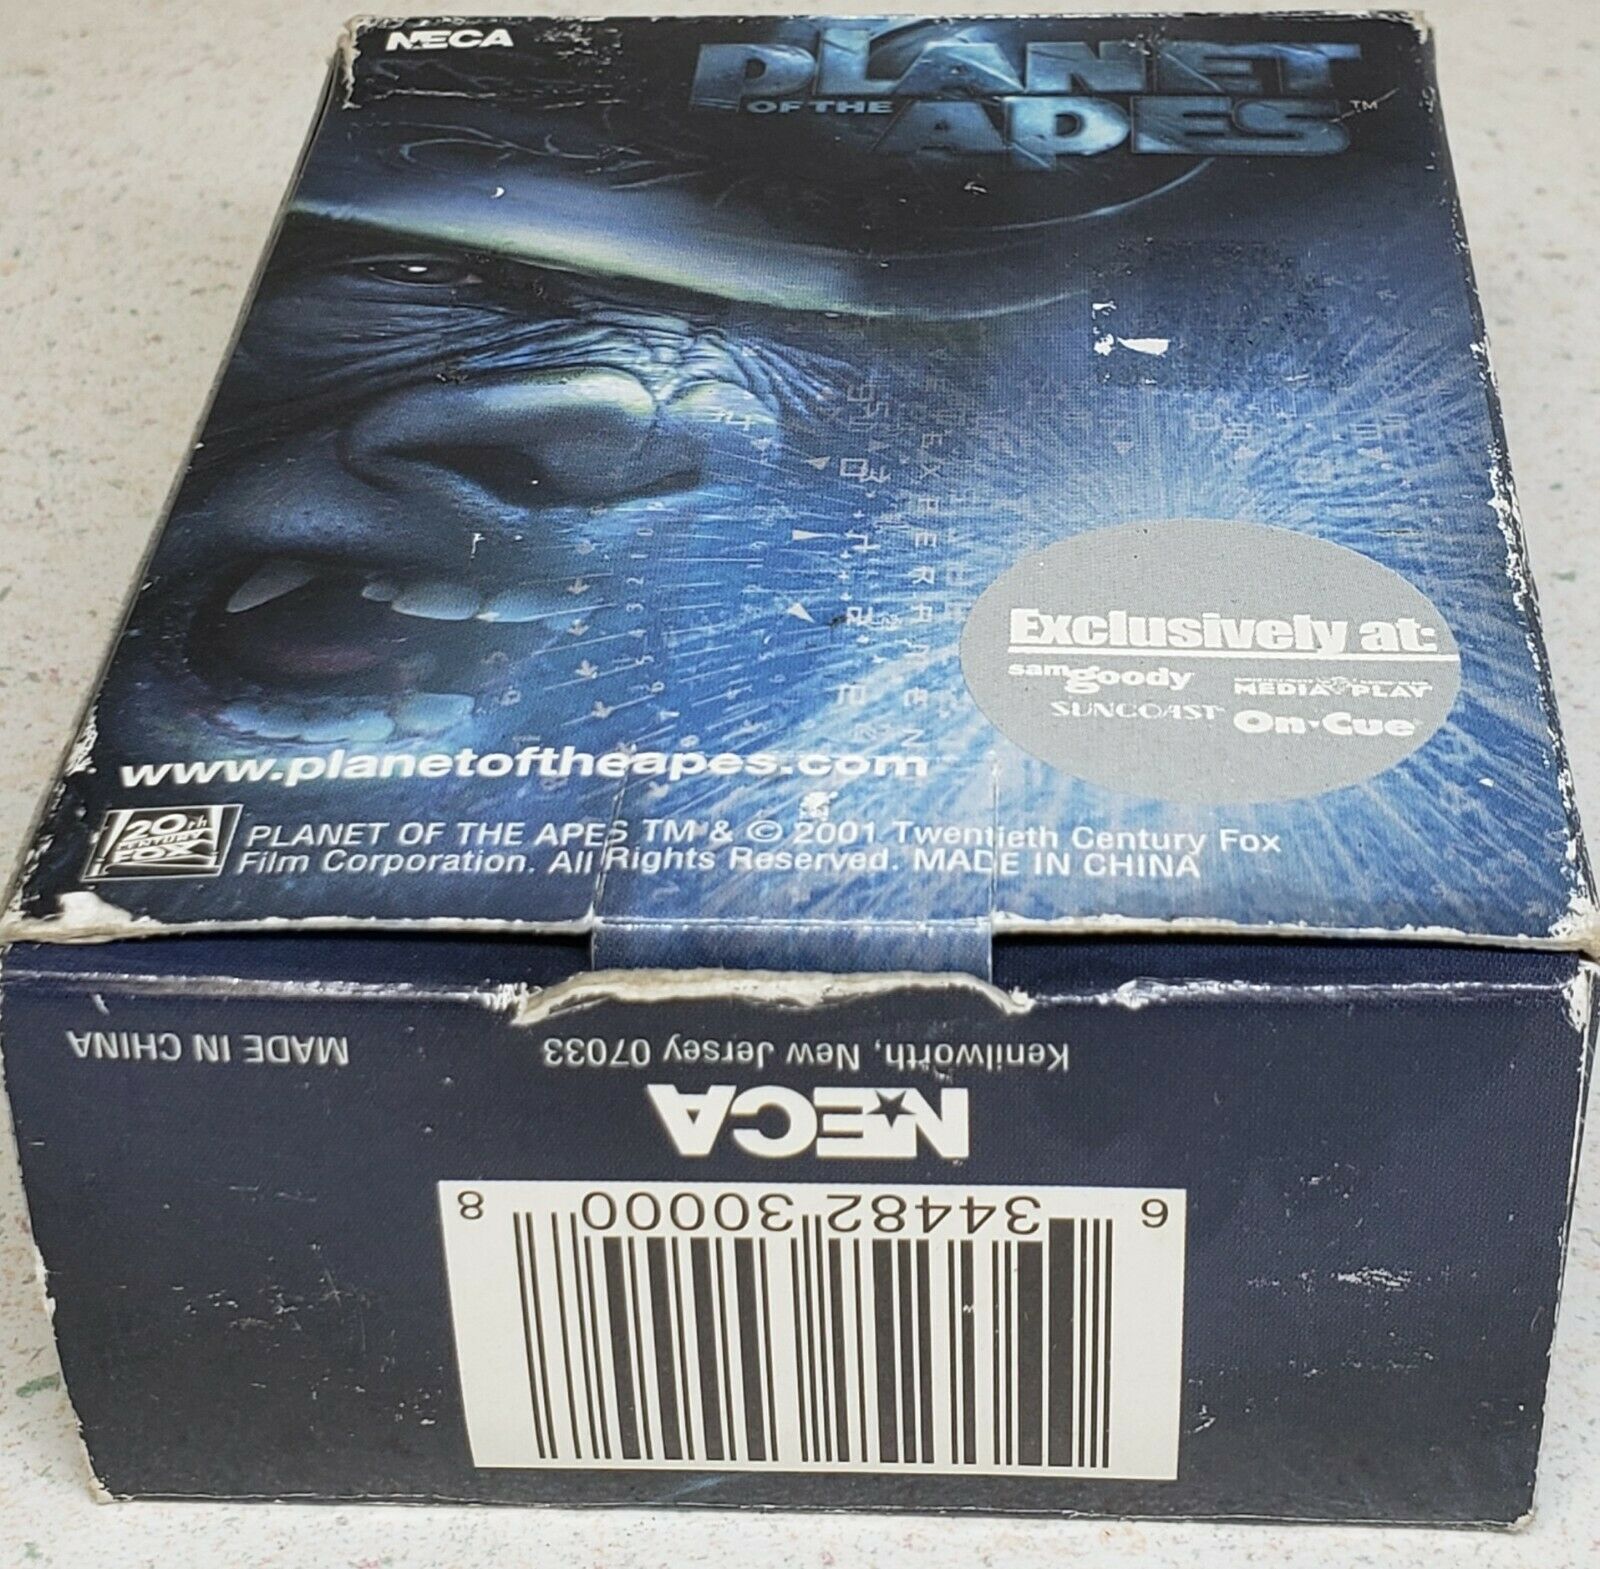 NECA
PLANET
OF THE
APES™
Exclusively at:
sam goody
MEDIA PLAY
SUNCOAST
On Cue®
www.planetoftheapes.com
20th
CENTURY
FOX
PLANET OF THE APES TM & © 2001 Twentieth Century Fox
Film Corporation. All Rights Reserved. MADE IN CHINA
MADE IN CHINA
Kenilworth, New Jersey 07033
NECA
6 34482 30000 8